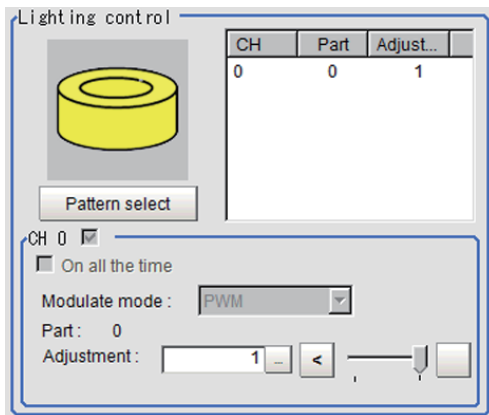 Lighting control
CH Part Adjust...
0 0 1
Pattern select
CH 0
On all the time
Modulate mode : PWM
Part : 0
Adjustment : 1 ... <